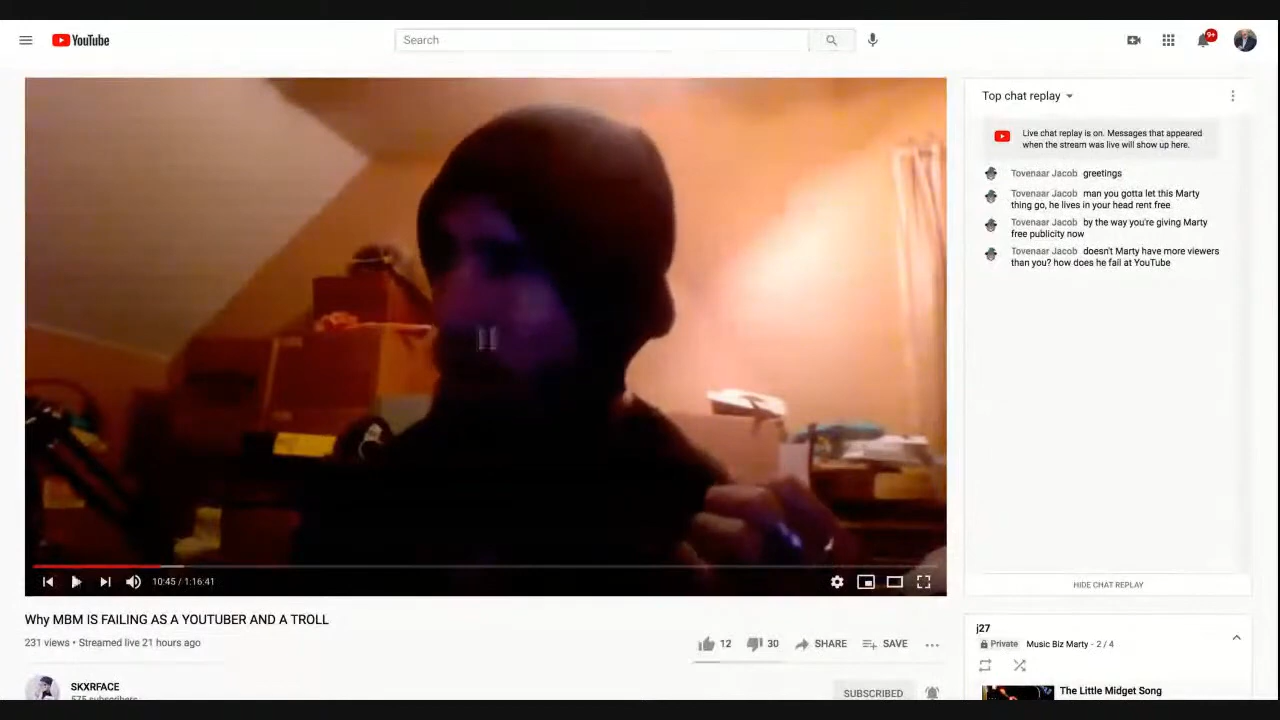 YouTube
Search
9+
Top chat replay
Live chat replay is on. Messages that appeared
when the stream was live will show up here.
Tovenaar Jacob greetings
Tovenaar Jacob man you gotta let this Marty
thing go, he lives in your head rent free
Tovenaar Jacob by the way you're giving Marty
free publicity now
Tovenaar Jacob doesn't Marty have more viewers
than you? how does he fail at YouTube
10:45 / 1:16:41
HIDE CHAT REPLAY
Why MBM IS FAILING AS A YOUTUBER AND A TROLL
231 views • Streamed live 21 hours ago
12
30
SHARE
SAVE
j27
Private Music Biz Marty - 2 / 4
SKXRFACE
575 subscribers
SUBSCRIBED
The Little Midget Song